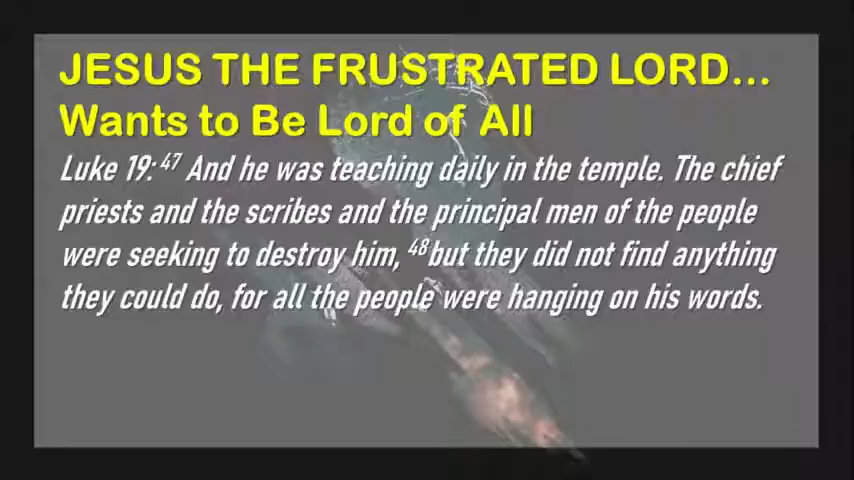 JESUS THE FRUSTRATED LORD...
Wants to Be Lord of All
Luke 19: 47 And he was teaching daily in the temple. The chief
priests and the scribes and the principal men of the people
were seeking to destroy him, 48 but they did not find anything
they could do, for all the people were hanging on his words.